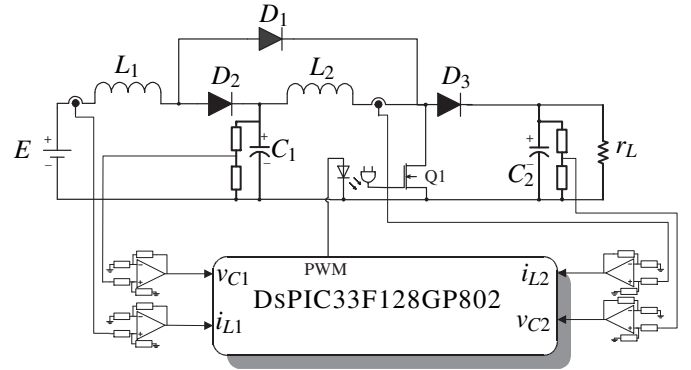 D1
L1
D2
L2
D3
E
+
−
+
C1
−
Q1
+
C2
−
rL
PWM
vC1
iL2
DSPIC33F128GP802
iL1
vC2